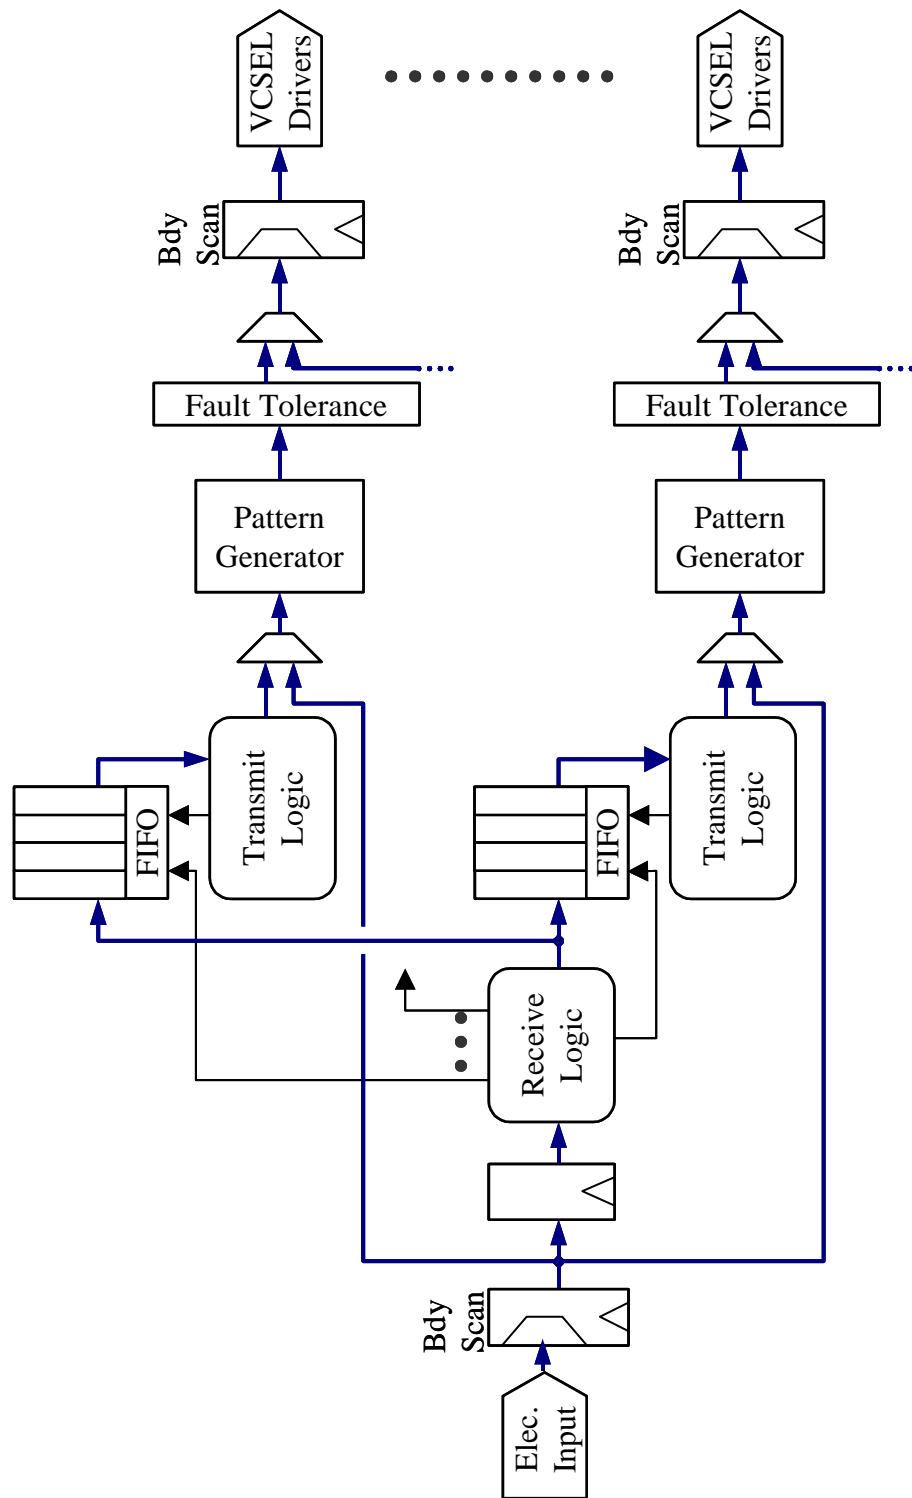 VCSEL
Drivers
VCSEL
Drivers
Bdy
Scan
Bdy
Scan
Fault Tolerance
Fault Tolerance
Pattern
Generator
Pattern
Generator
FIFO
Transmit
Logic
FIFO
Transmit
Logic
Receive
Logic
Bdy
Scan
Elec.
Input